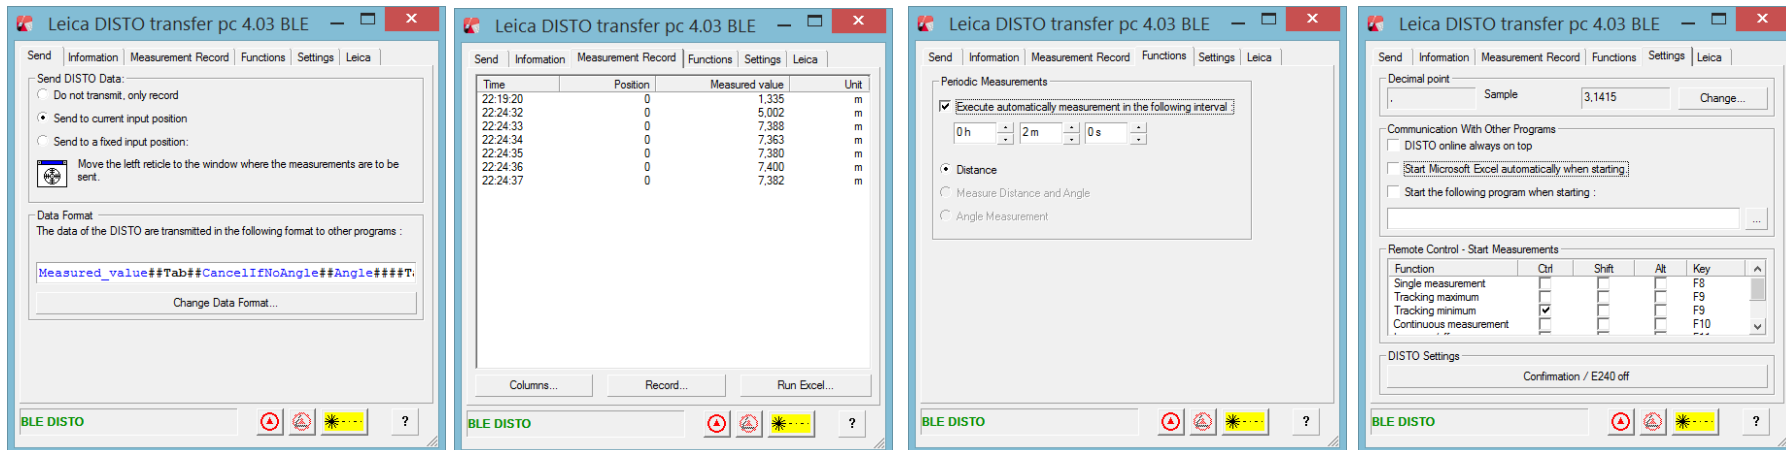 Leica DISTO transfer pc 4.03 BLE
Send Information Measurement Record Functions Settings Leica
Send DISTO Data:
Do not transmit, only record
Send to current input position
Send to a fixed input position:
Move the left reticle to the window where the measurements are to be
sent.
Data Format
The data of the DISTO are transmitted in the following format to other programs :
Measured_value##Tab##CancelIfNoAngle##Angle####T
Change Data Format...
BLE DISTO ?
Leica DISTO transfer pc 4.03 BLE
Send Information Measurement Record Functions Settings Leica
Time Position Measured value Unit
22:19:20 0 1,335 m
22:24:32 0 5,002 m
22:24:33 0 7,388 m
22:24:34 0 7,363 m
22:24:35 0 7,380 m
22:24:36 0 7,400 m
22:24:37 0 7,382 m
Columns... Record... Run Excel...
BLE DISTO ?
Leica DISTO transfer pc 4.03 BLE
Send Information Measurement Record Functions Settings Leica
Periodic Measurements
Execute automatically measurement in the following interval :
0 h 2 m 0 s
Distance
Measure Distance and Angle
Angle Measurement
BLE DISTO ?
Leica DISTO transfer pc 4.03 BLE
Send Information Measurement Record Functions Settings Leica
Decimal point
, Sample 3,1415 Change...
Communication With Other Programs
DISTO online always on top
Start Microsoft Excel automatically when starting.
Start the following program when starting :
...
Remote Control - Start Measurements
Function Ctrl Shift Alt Key
Single measurement F8
Tracking maximum F9
Tracking minimum F9
Continuous measurement F10
DISTO Settings
Confirmation / E240 off
BLE DISTO ?